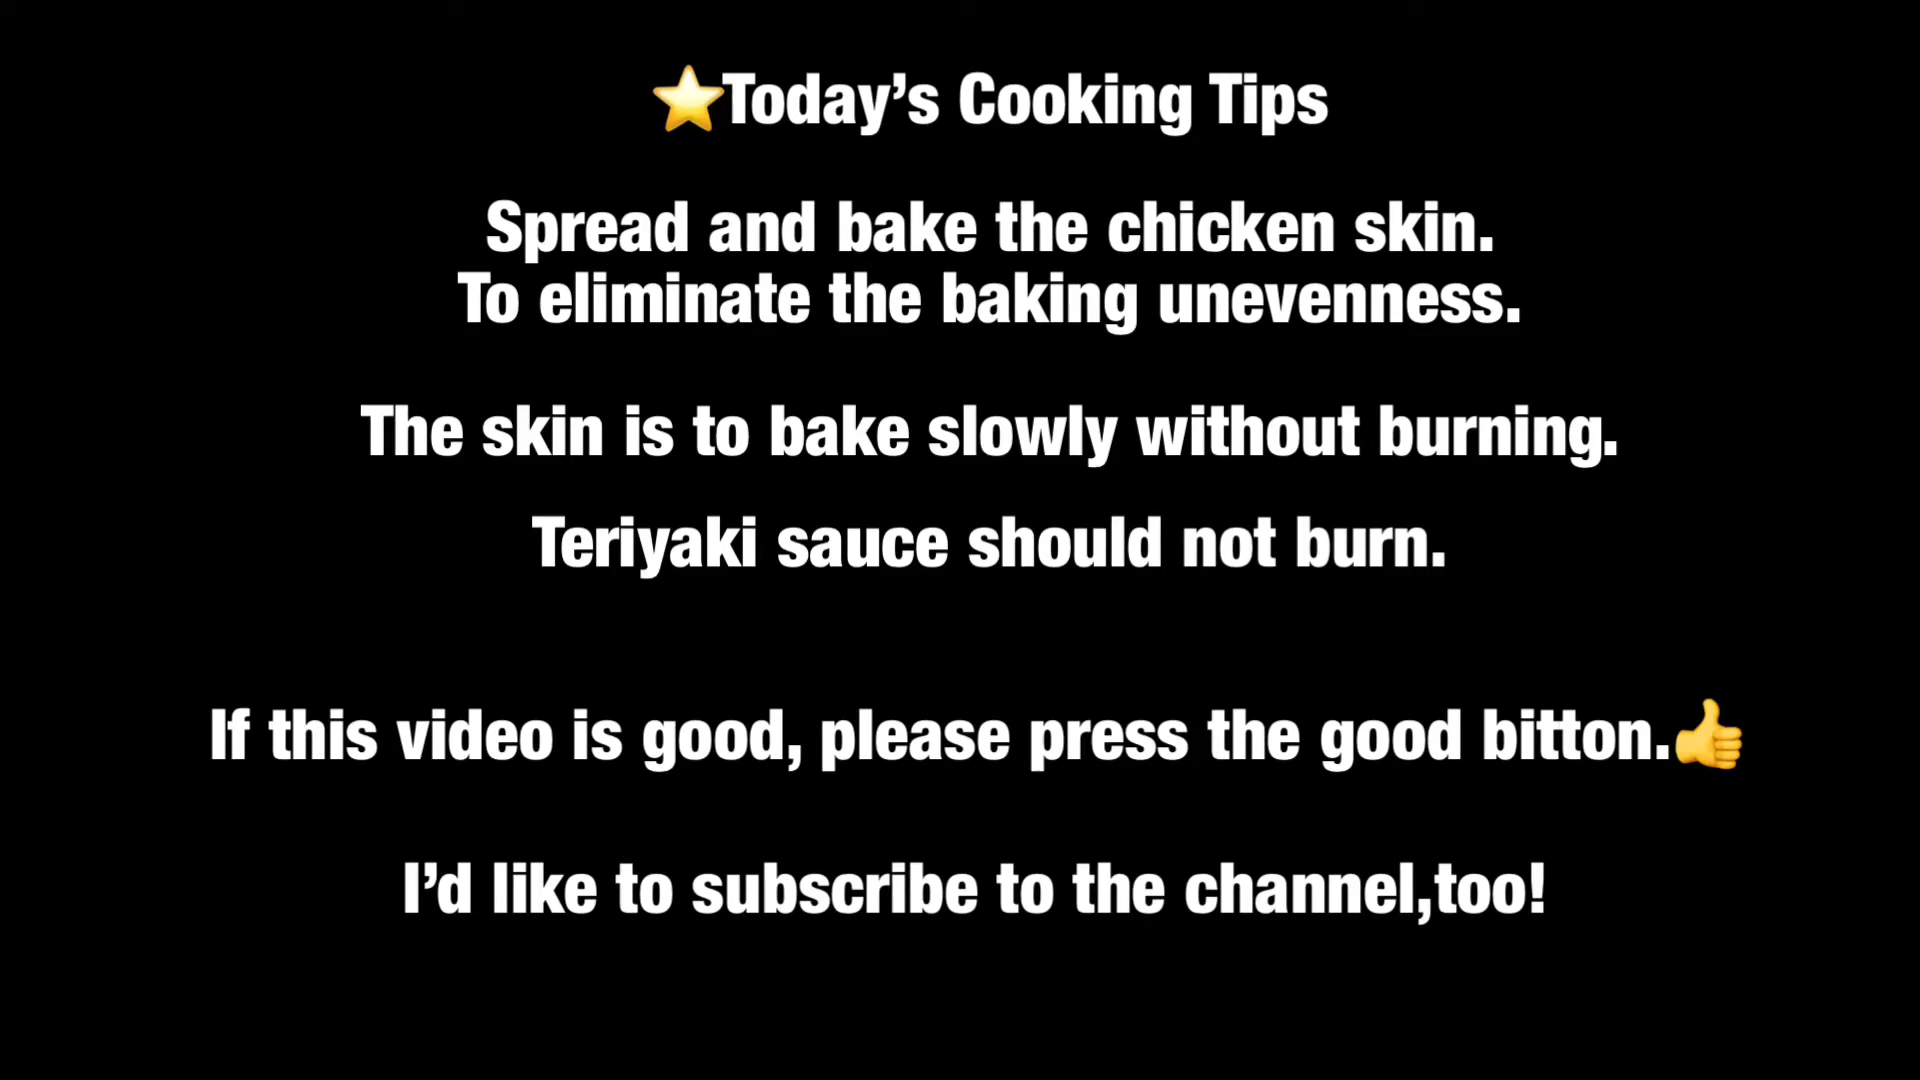 ⭐Today’s Cooking Tips
Spread and bake the chicken skin.
To eliminate the baking unevenness.
The skin is to bake slowly without burning.
Teriyaki sauce should not burn.
If this video is good, please press the good bitton.👍
I’d like to subscribe to the channel,too!